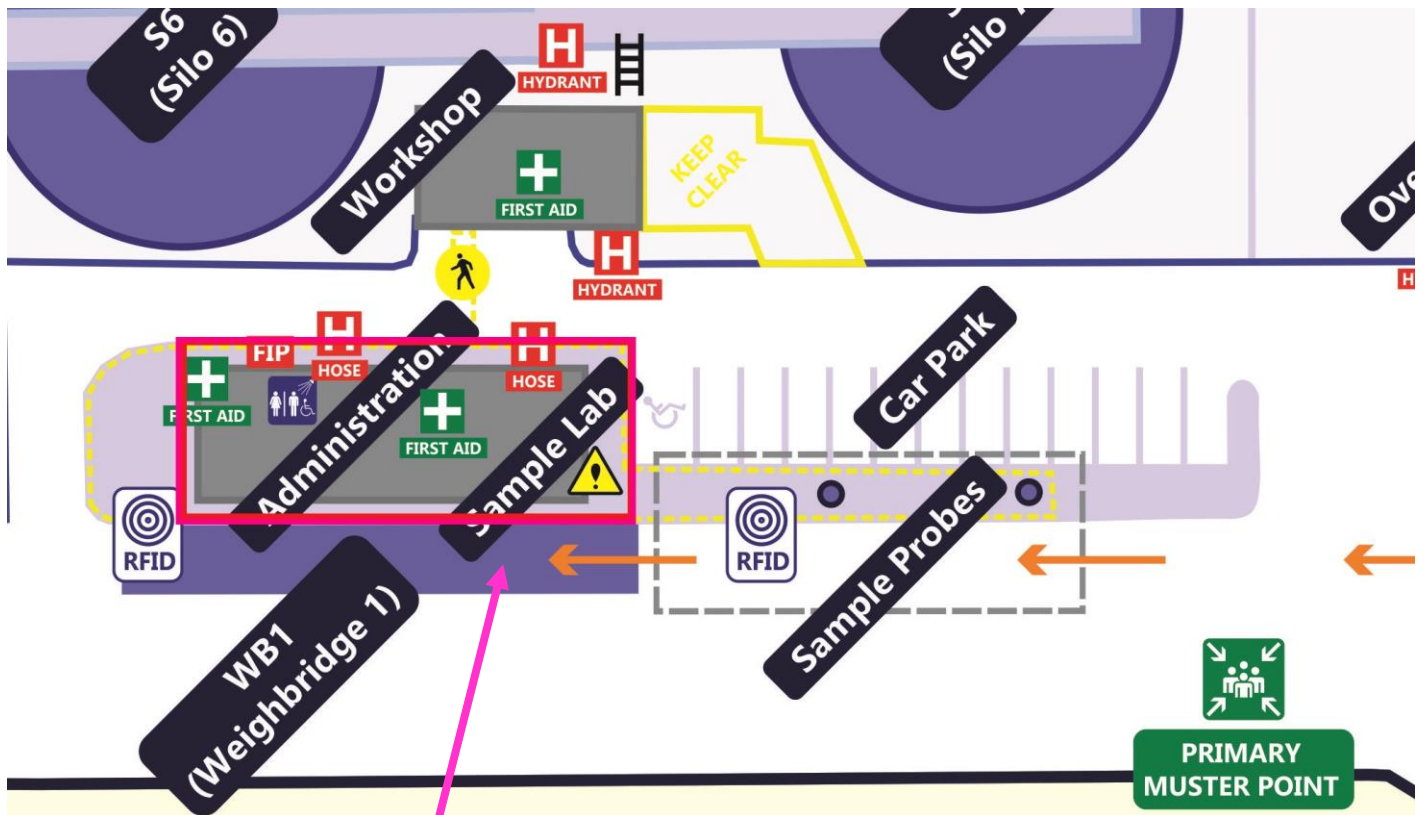 S6
(Silo 6)
(Silo
HYDRANT
Workshop
FIRST AID
KEEP
CLEAR
HYDRANT
H
FIP
HOSE
HOSE
FIRST AID
FIRST AID
Administration
Sample Lab
Car Park
RFID
RFID
Sample Probes
WB1
(Weighbridge 1)
PRIMARY
MUSTER POINT